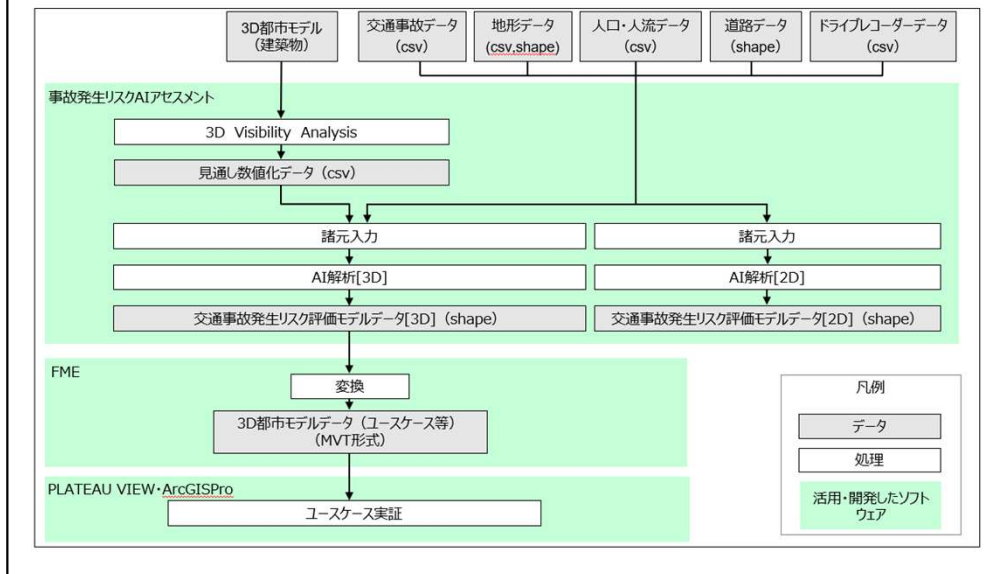 3D都市モデル
(建築物)
交通事故データ
(csv)
地形データ
(csv,shape)
人口・人流データ
(csv)
道路データ
(shape)
ドライブレコーダーデータ
(csv)
事故発生リスクAIアセスメント
3D Visibility Analysis
見通し数値化データ（csv）
諸元入力
諸元入力
AI解析[3D]
AI解析[2D]
交通事故発生リスク評価モデルデータ[3D]（shape）
交通事故発生リスク評価モデルデータ[2D]（shape）
FME
変換
3D都市モデルデータ（ユースケース等）
（MVT形式）
PLATEAU VIEW・ArcGISPro
ユースケース実証
凡例
データ
処理
活用・開発したソフト
ウェア